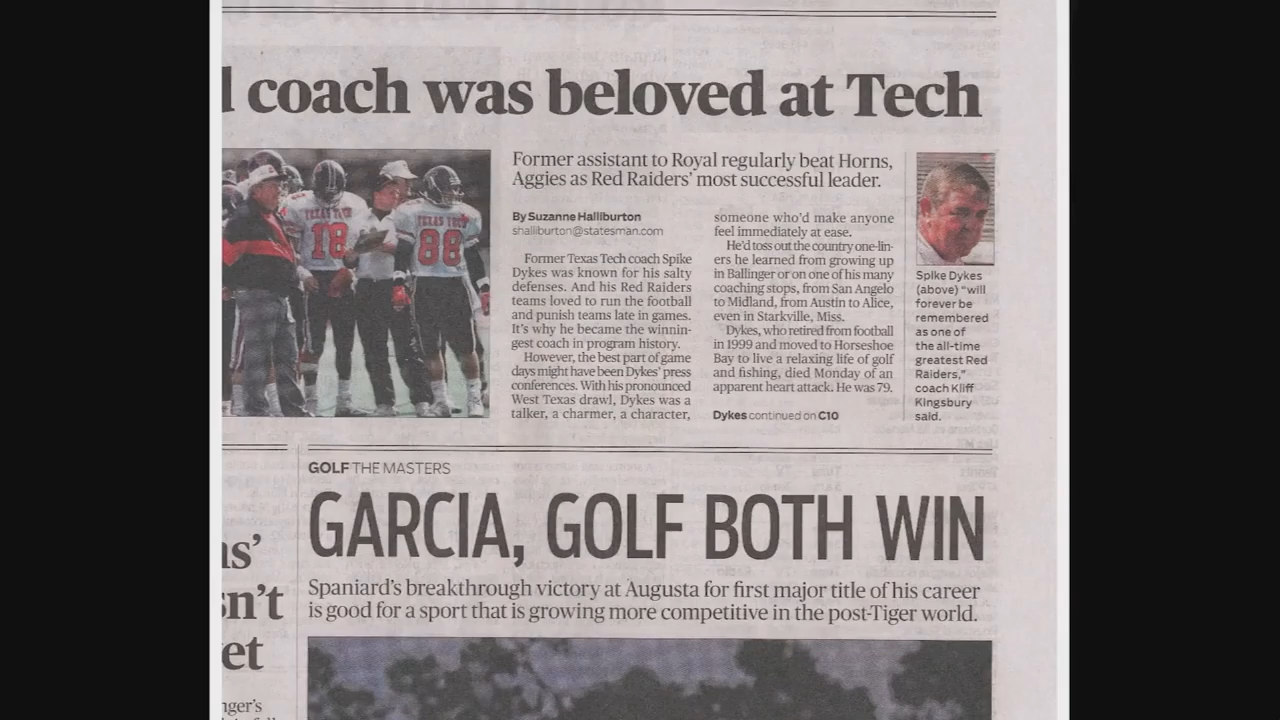 coach was beloved at Tech
TEXAS TECH
18
TEXAS TECH
88
Former assistant to Royal regularly beat Horns,
Aggies as Red Raiders’ most successful leader.
By Suzanne Halliburton
shalliburton@statesman.com
Former Texas Tech coach Spike
Dykes was known for his salty
defenses. And his Red Raiders
teams loved to run the football
and punish teams late in games.
It’s why he became the winnin-
gest coach in program history.
However, the best part of game
days might have been Dykes’ press
conferences. With his pronounced
West Texas drawl, Dykes was a
talker, a charmer, a character,
someone who’d make anyone
feel immediately at ease.
He’d toss out the country one-lin-
ers he learned from growing up
in Ballinger or on one of his many
coaching stops, from San Angelo
to Midland, from Austin to Alice,
even in Starkville, Miss.
Dykes, who retired from football
in 1999 and moved to Horseshoe
Bay to live a relaxing life of golf
and fishing, died Monday of an
apparent heart attack. He was 79.
Dykes continued on C10
Spike Dykes
(above) “will
forever be
remembered
as one of
the all-time
greatest Red
Raiders,”
coach Kliff
Kingsbury
said.
GOLF THE MASTERS
GARCIA, GOLF BOTH WIN
Spaniard’s breakthrough victory at Augusta for first major title of his career
is good for a sport that is growing more competitive in the post-Tiger world.